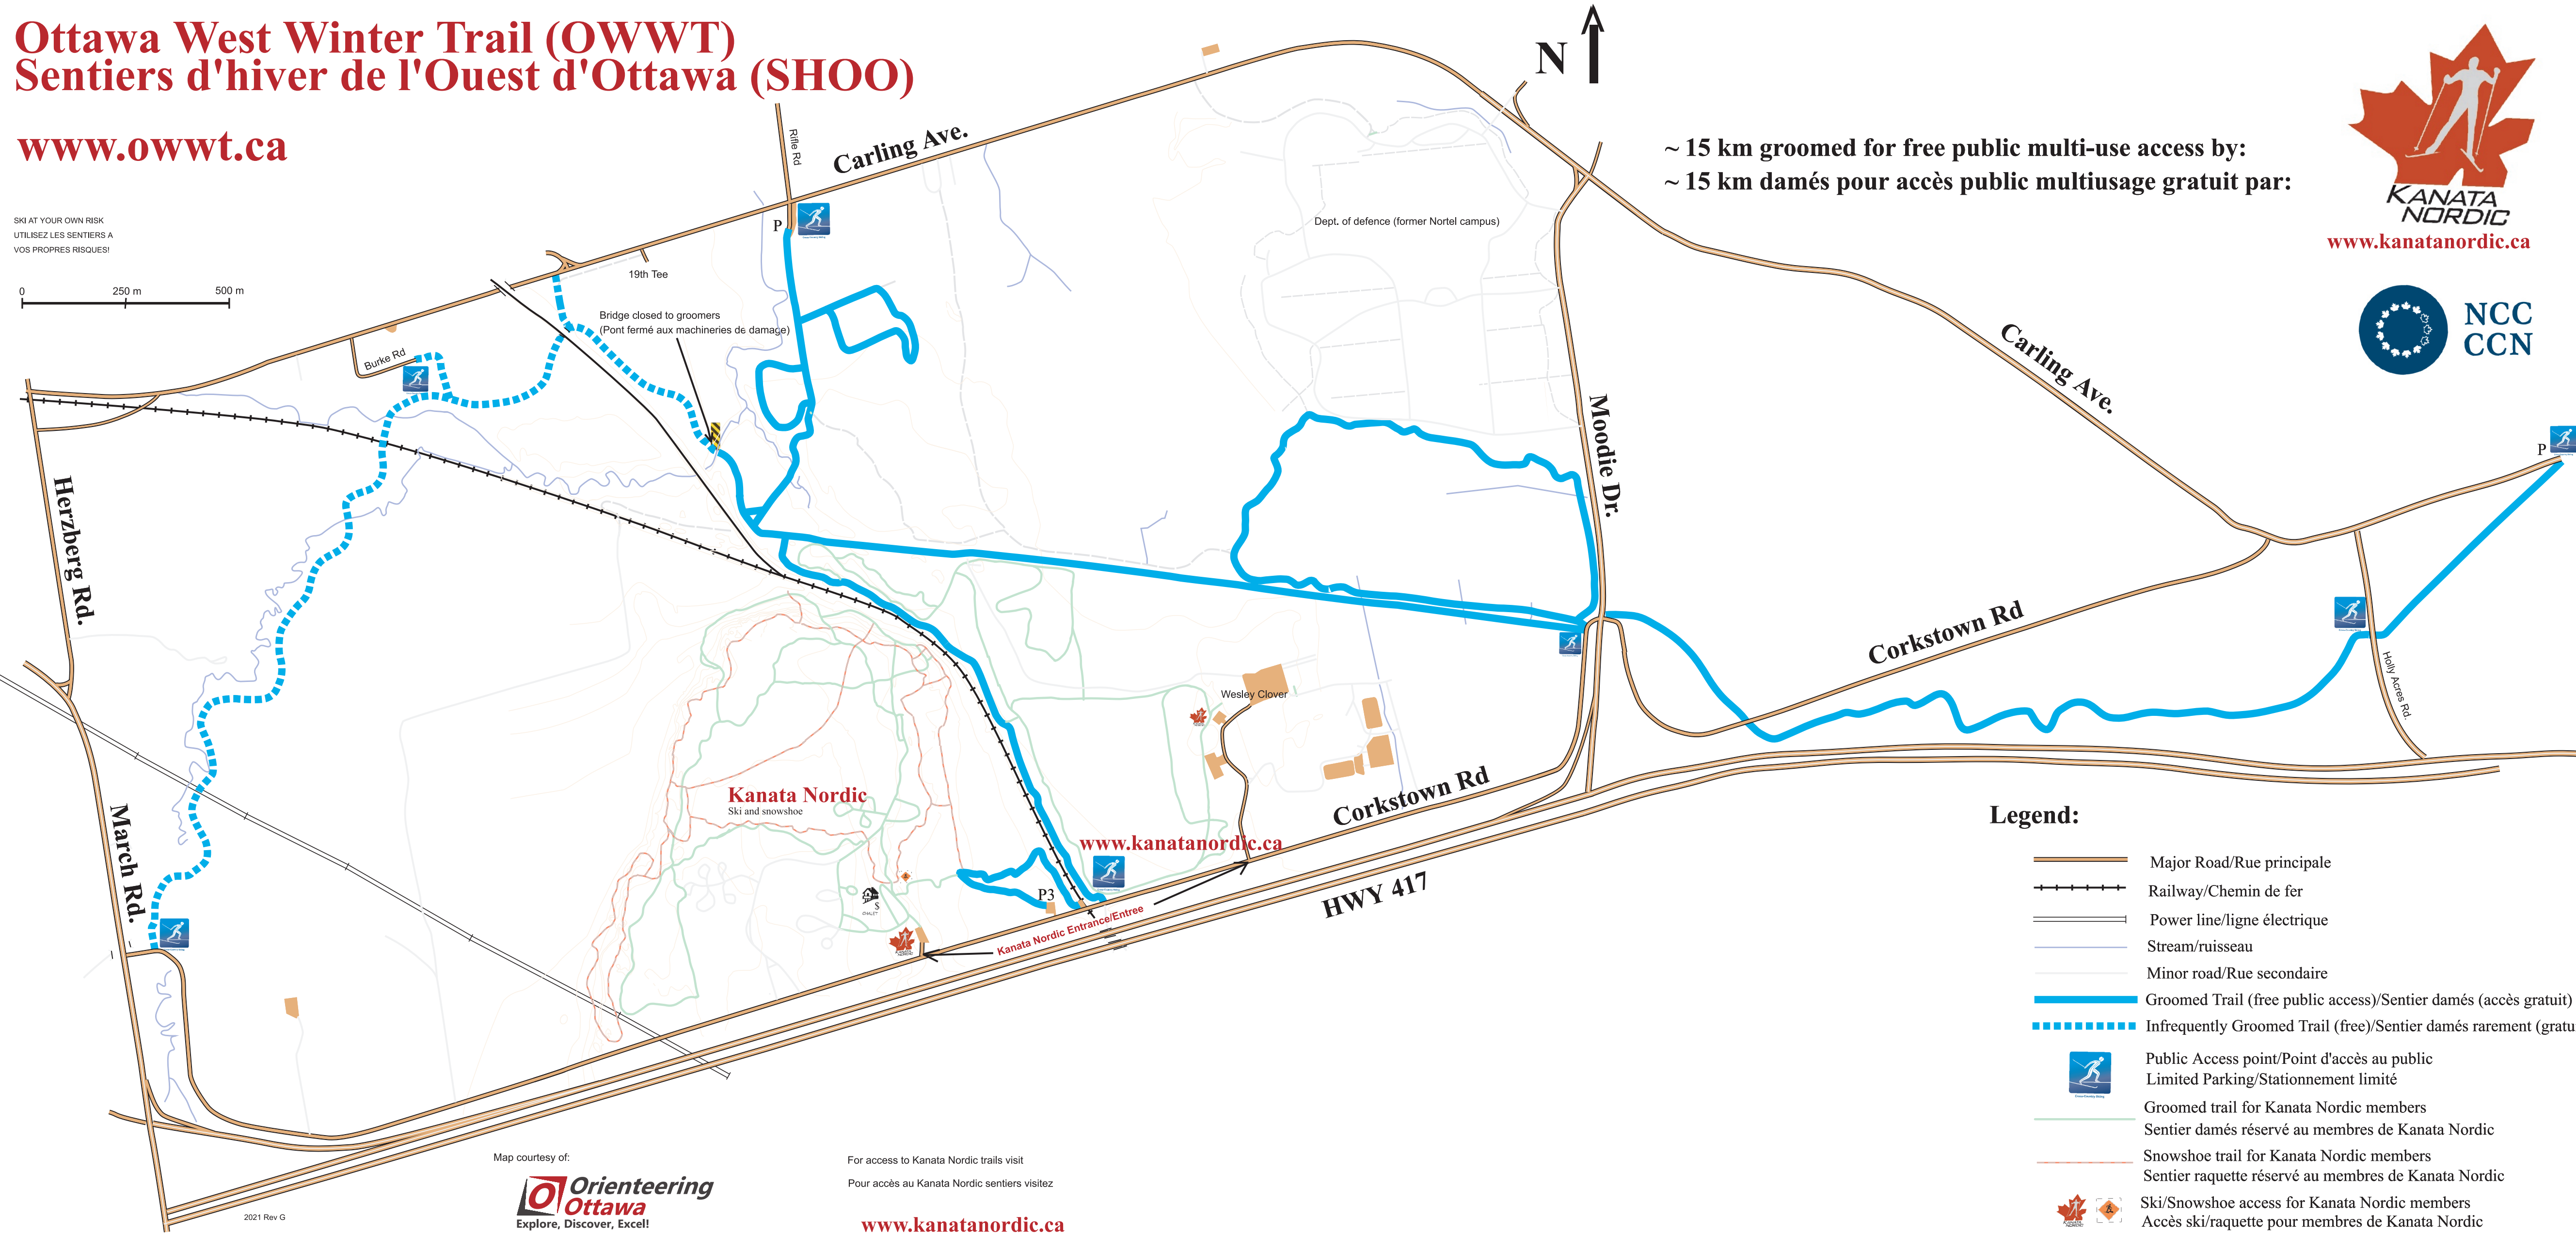 Ottawa West Winter Trail (OWWT)
Sentiers d'hiver de l'Ouest d'Ottawa (SHOO)
www.owwt.ca
SKI AT YOUR OWN RISK
UTILISEZ LES SENTIERS A
VOS PROPRES RISQUES!
0 250 m 500 m
N
~ 15 km groomed for free public multi-use access by:
~ 15 km damés pour accès public multiusage gratuit par:
KANATA
NORDIC
www.kanatanordic.ca
NCC
CCN
Rifle Rd
Carling Ave.
P
Dept. of defence (former Nortel campus)
19th Tee
Bridge closed to groomers
(Pont fermé aux machineries de damage)
Burke Rd
Carling Ave.
Moodie Dr.
P
Herzberg Rd.
Corkstown Rd
Holly Acres Rd.
Wesley Clover
Kanata Nordic
Ski and snowshoe
Corkstown Rd
www.kanatanordic.ca
March Rd.
P3
$
HWY 417
Kanata Nordic Entrance/Entree
Legend:
Major Road/Rue principale
Railway/Chemin de fer
Power line/ligne électrique
Stream/ruisseau
Minor road/Rue secondaire
Groomed Trail (free public access)/Sentier damés (accès gratuit)
Infrequently Groomed Trail (free)/Sentier damés rarement (gratu
Public Access point/Point d'accès au public
Limited Parking/Stationnement limité
Groomed trail for Kanata Nordic members
Sentier damés réservé au membres de Kanata Nordic
Snowshoe trail for Kanata Nordic members
Sentier raquette réservé au membres de Kanata Nordic
Ski/Snowshoe access for Kanata Nordic members
Accès ski/raquette pour membres de Kanata Nordic
Map courtesy of:
Orienteering
Ottawa
Explore, Discover, Excel!
For access to Kanata Nordic trails visit
Pour accès au Kanata Nordic sentiers visitez
www.kanatanordic.ca
2021 Rev G